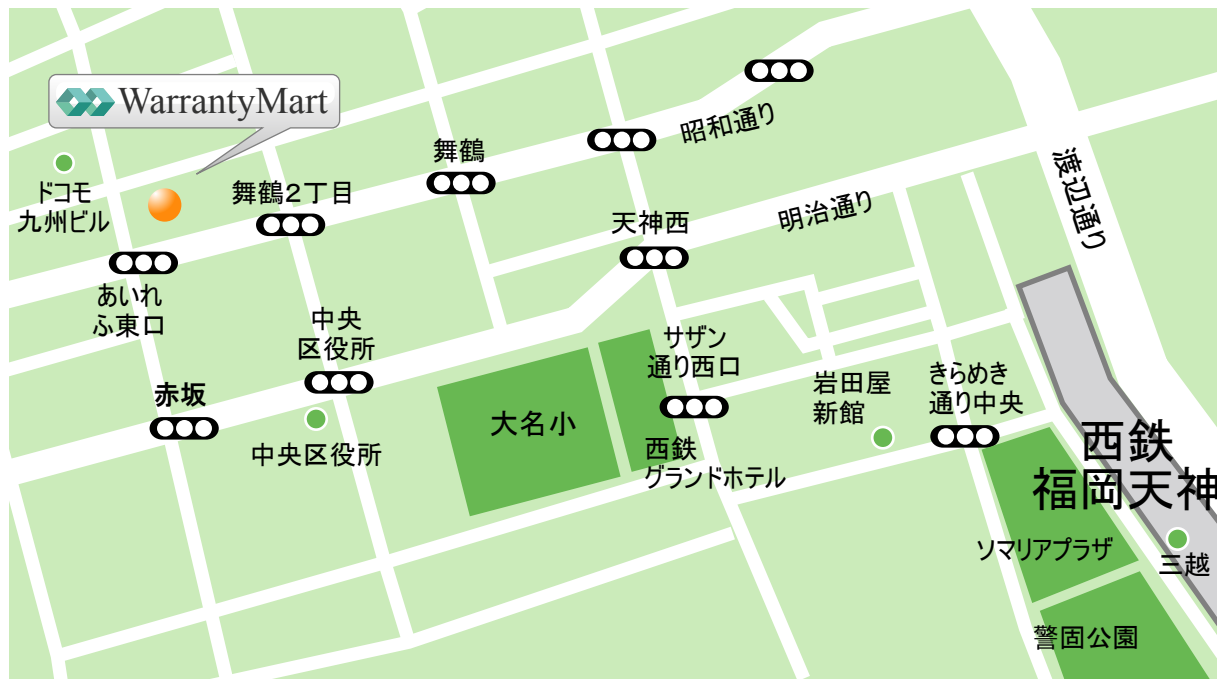 WarrantyMart
昭和通り
舞鶴
ドコモ
九州ビル
舞鶴2丁目
渡辺通り
明治通り
天神西
あいれ
ふ東口
中央
区役所
サザン
通り西口
赤坂
岩田屋
新館
きらめき
通り中央
大名小
中央区役所
西鉄
グランドホテル
西鉄
福岡天神
ソマリアプラザ
三越
警固公園